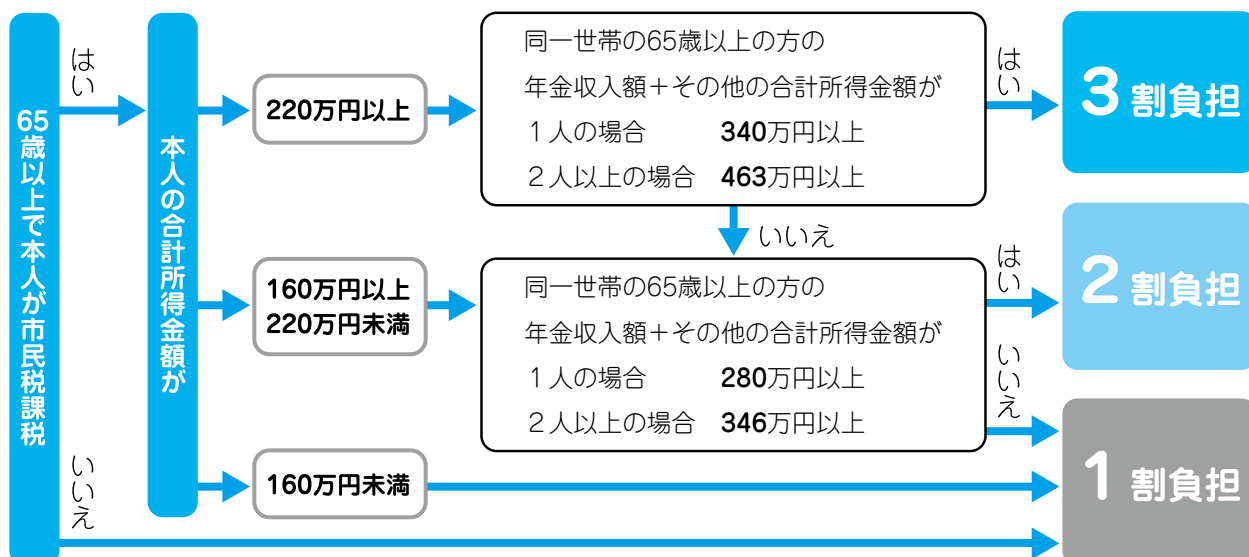 65歳以上で本人が市民税課税
はい
いいえ
本人の合計所得金額が
220万円以上
同一世帯の65歳以上の方の
年金収入額＋その他の合計所得金額が
１人の場合　340万円以上
２人以上の場合　463万円以上
はい
3割負担
いいえ
160万円以上
220万円未満
同一世帯の65歳以上の方の
年金収入額＋その他の合計所得金額が
１人の場合　280万円以上
２人以上の場合　346万円以上
はい
2割負担
いいえ
160万円未満
1割負担